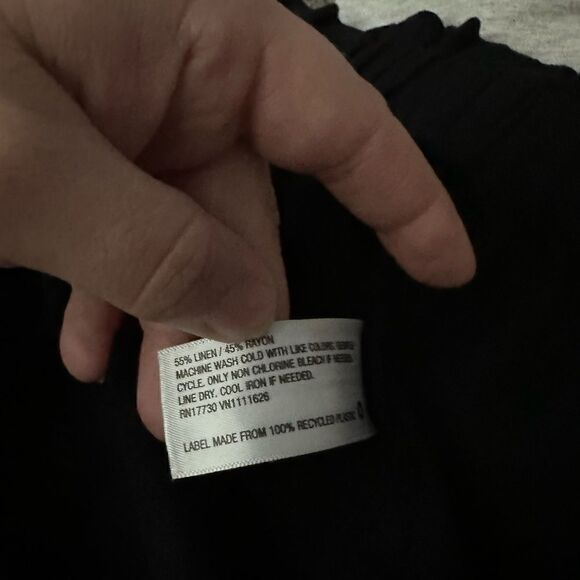 55% LINEN / 45% RAYON
MACHINE WASH COLD WITH LIKE COLORS. GENTLE
CYCLE. ONLY NON CHLORINE BLEACH IF NEEDED.
LINE DRY. COOL IRON IF NEEDED.
RN17730 VN1111626
LABEL MADE FROM 100% RECYCLED PLASTIC